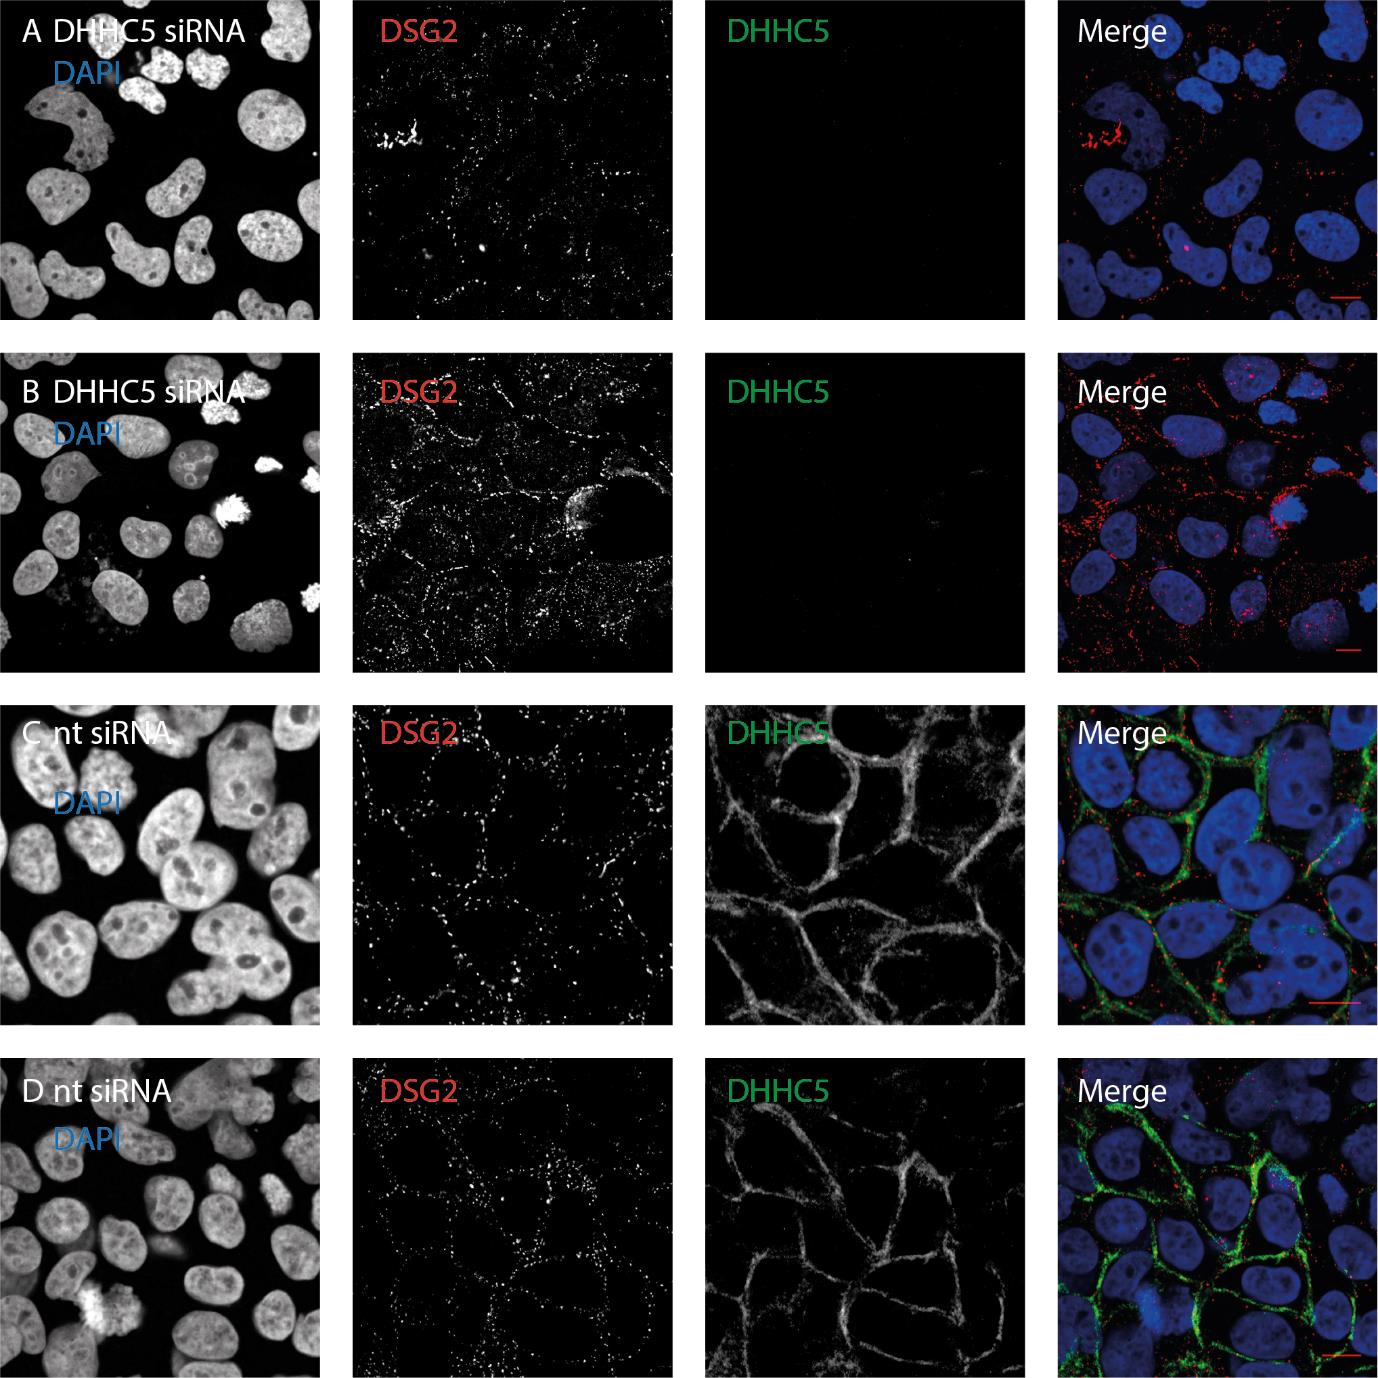 A DHHC5 siRNA
DAPI
DSG2
DHHC5
Merge
B DHHC5 siRNA
DAPI
DSG2
DHHC5
Merge
C nt siRNA
DAPI
DSG2
DHHC5
Merge
D nt siRNA
DAPI
DSG2
DHHC5
Merge